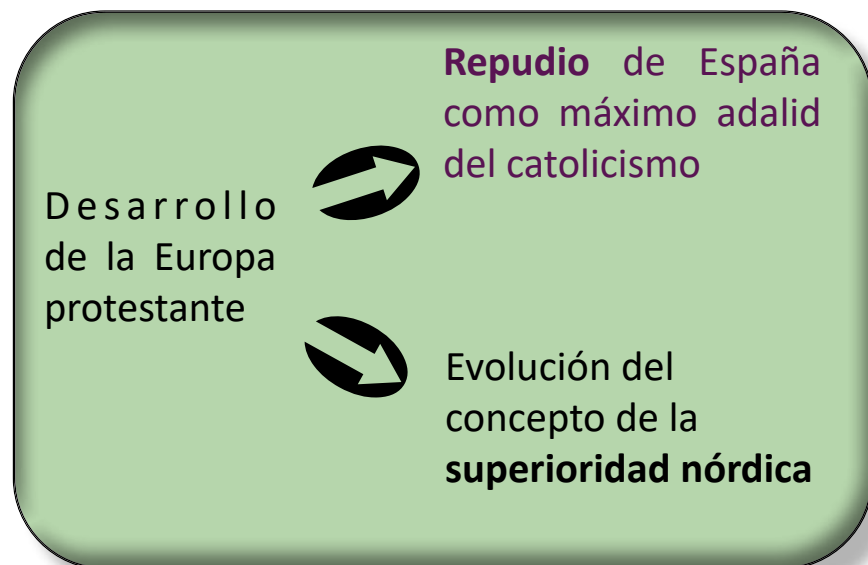 Desarrollo
de la Europa
protestante
Repudio de España
como máximo adalid
del catolicismo
Evolución del
concepto de la
superioridad nórdica